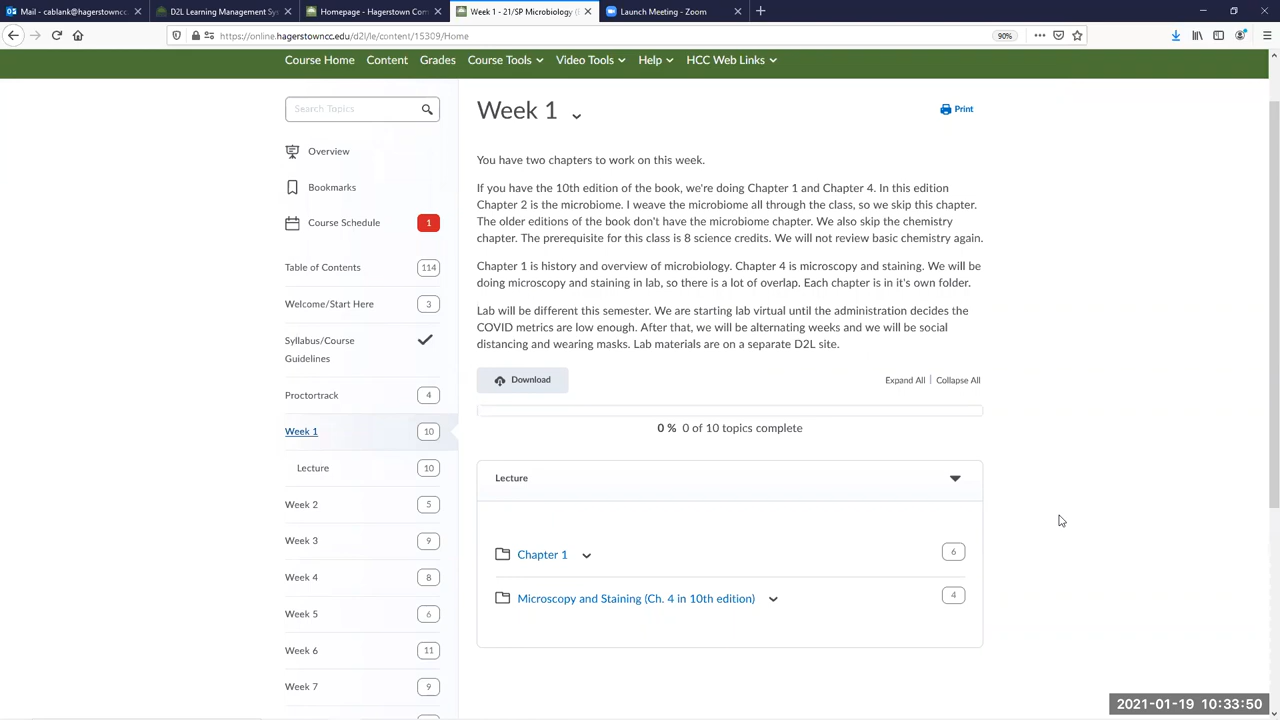 Mail - cablank@hagerstowncc.e
D2L Learning Management Sys
Homepage - Hagerstown Com
Week 1 - 21/SP Microbiology (
Launch Meeting - Zoom
https://online.hagerstowncc.edu/d2l/le/content/15309/Home
90%
Course Home Content Grades Course Tools Video Tools Help HCC Web Links
Search Topics
Overview
Bookmarks
Course Schedule 1
Table of Contents 114
Welcome/Start Here 3
Syllabus/Course
Guidelines
Proctortrack 4
Week 1 10
Lecture 10
Week 2 5
Week 3 9
Week 4 8
Week 5 6
Week 6 11
Week 7 9
Week 1
Print
You have two chapters to work on this week.
If you have the 10th edition of the book, we're doing Chapter 1 and Chapter 4. In this edition
Chapter 2 is the microbiome. I weave the microbiome all through the class, so we skip this chapter.
The older editions of the book don't have the microbiome chapter. We also skip the chemistry
chapter. The prerequisite for this class is 8 science credits. We will not review basic chemistry again.
Chapter 1 is history and overview of microbiology. Chapter 4 is microscopy and staining. We will be
doing microscopy and staining in lab, so there is a lot of overlap. Each chapter is in it's own folder.
Lab will be different this semester. We are starting lab virtual until the administration decides the
COVID metrics are low enough. After that, we will be alternating weeks and we will be social
distancing and wearing masks. Lab materials are on a separate D2L site.
Download
Expand All | Collapse All
0 % 0 of 10 topics complete
Lecture
Chapter 1 6
Microscopy and Staining (Ch. 4 in 10th edition) 4
2021-01-19 10:33:50